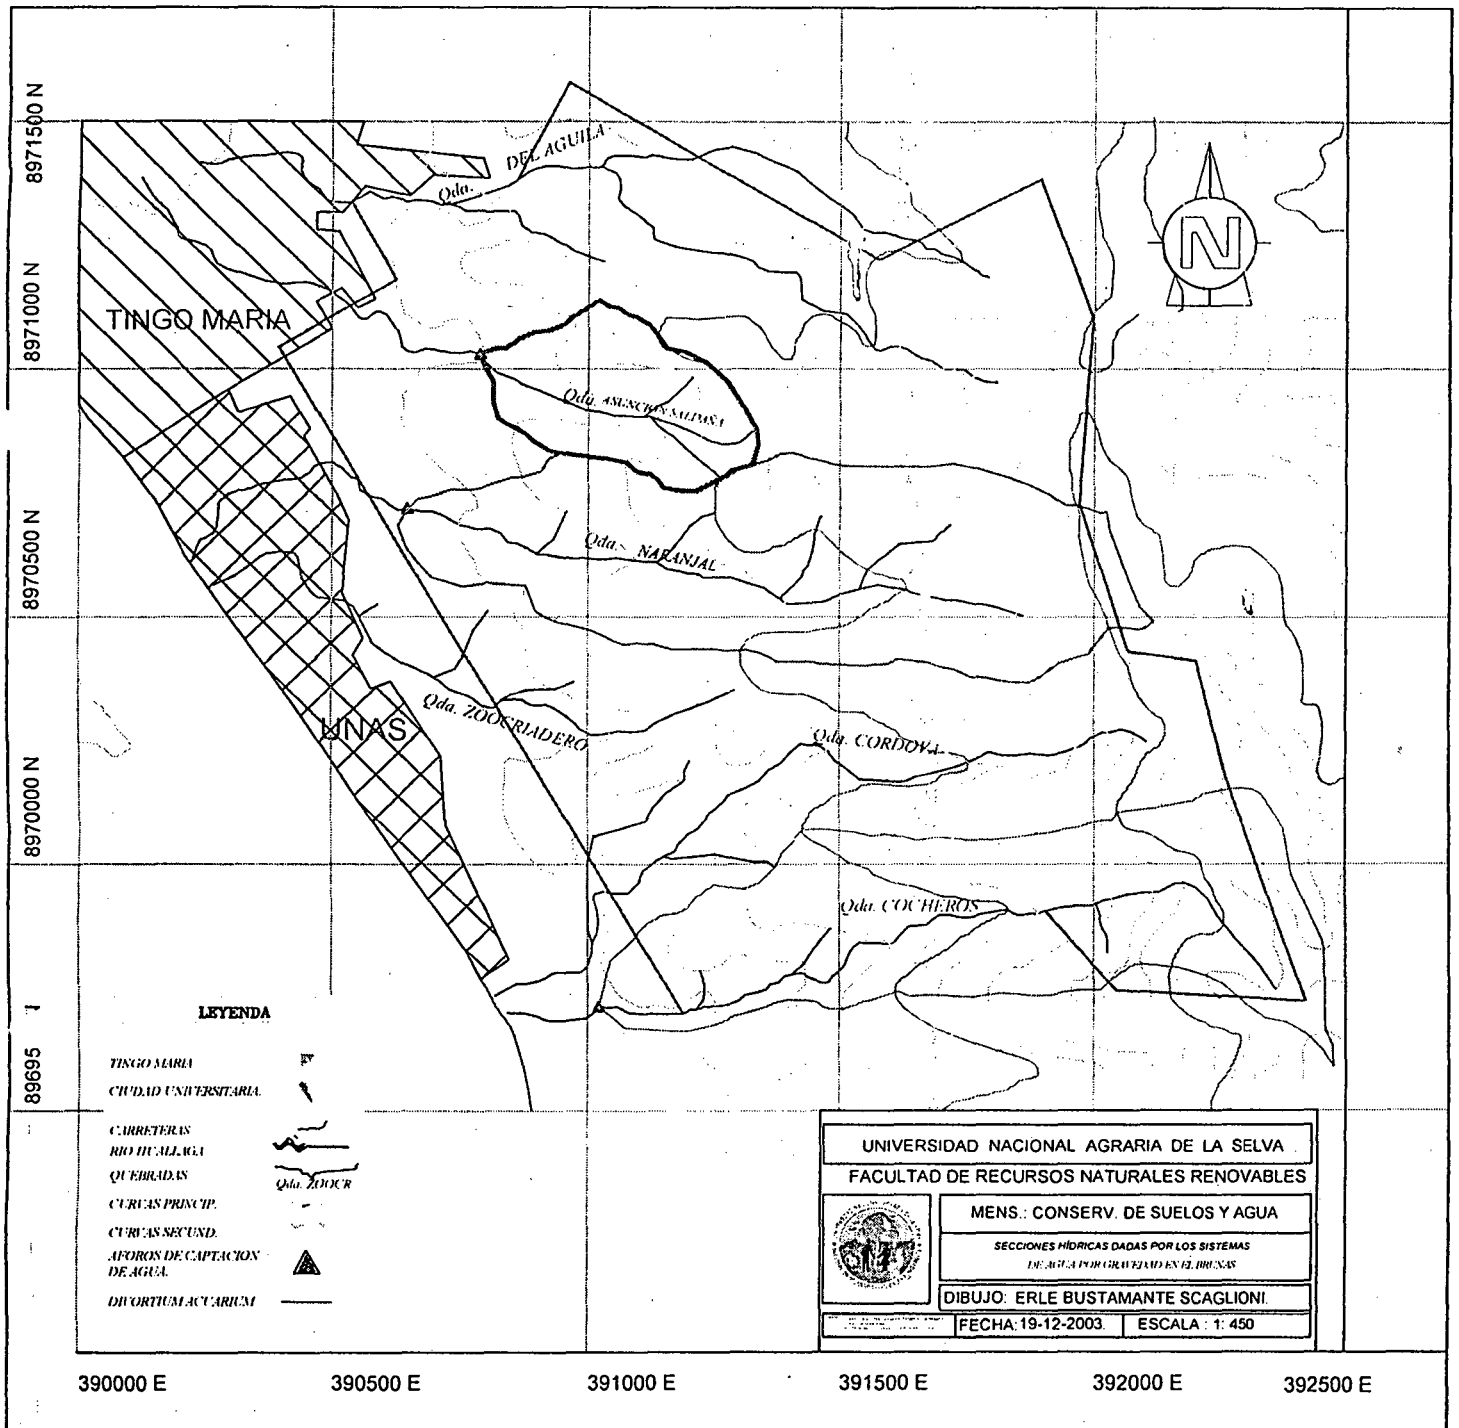 8971500 N
8971000 N
8970500 N
8970000 N
89695
Qda. DEL AGUILA
TINGO MARIA
Qda. ASUNCION SALDAÑA
Qda. NARANJAL
Qda. ZOOCRIADERO
UNAS
Qda. CORDOVA
Qda. COCHEROS
N
LEYENDA
TINGO MARIA
CIUDAD UNIVERSITARIA.
CARRETERAS
RIO HUALLAGA
QUEBRADAS
Qda. ZOOCR
CURVAS PRINCIP.
CURVAS SECUND.
AFOROS DE CAPTACION
DE AGUA.
DIVORTIUM ACUARIUM
UNIVERSIDAD NACIONAL AGRARIA DE LA SELVA
FACULTAD DE RECURSOS NATURALES RENOVABLES
MENS.: CONSERV. DE SUELOS Y AGUA
SECCIONES HÍDRICAS DADAS POR LOS SISTEMAS
DE AGUA POR GRAVEDAD EN EL BRUNAS
DIBUJO: ERLE BUSTAMANTE SCAGLIONI.
FECHA:19-12-2003. ESCALA : 1: 450
390000 E 390500 E 391000 E 391500 E 392000 E 392500 E